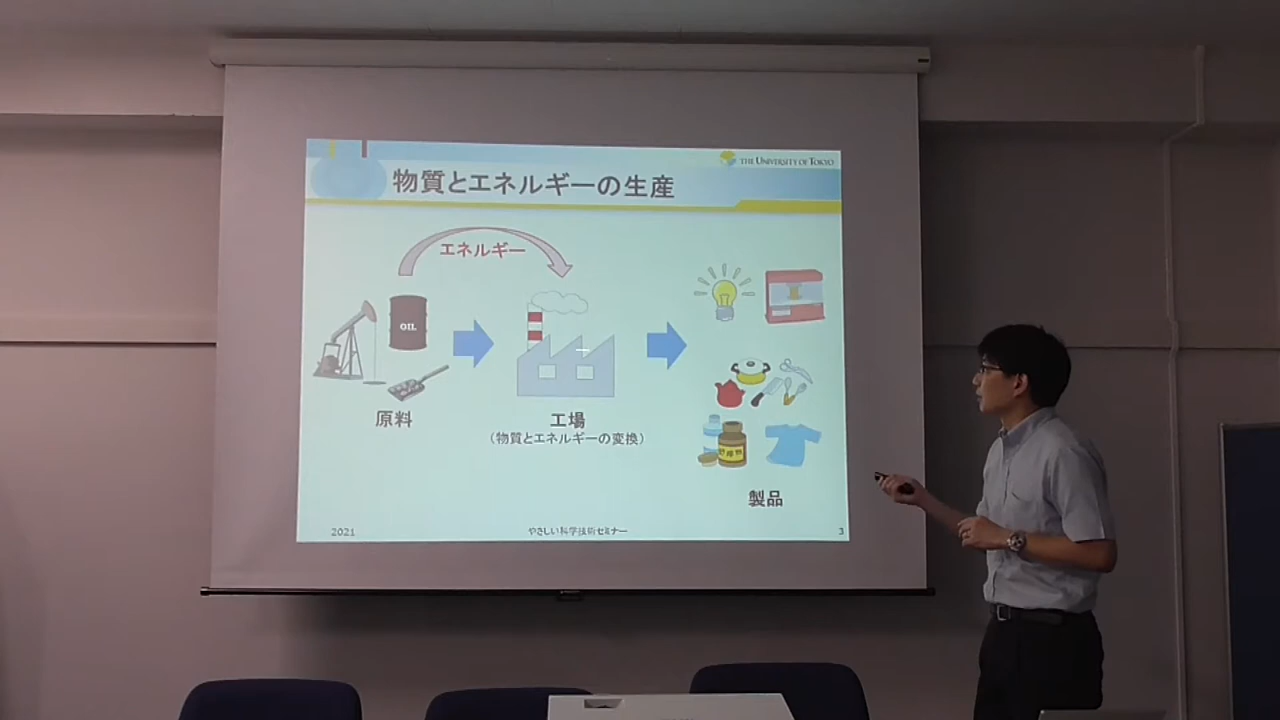 THE UNIVERSITY OF TOKYO
物質とエネルギーの生産
エネルギー
OIL
原料
工場
（物質とエネルギーの変換）
製品
2021
やさしい科学技術セミナー
3